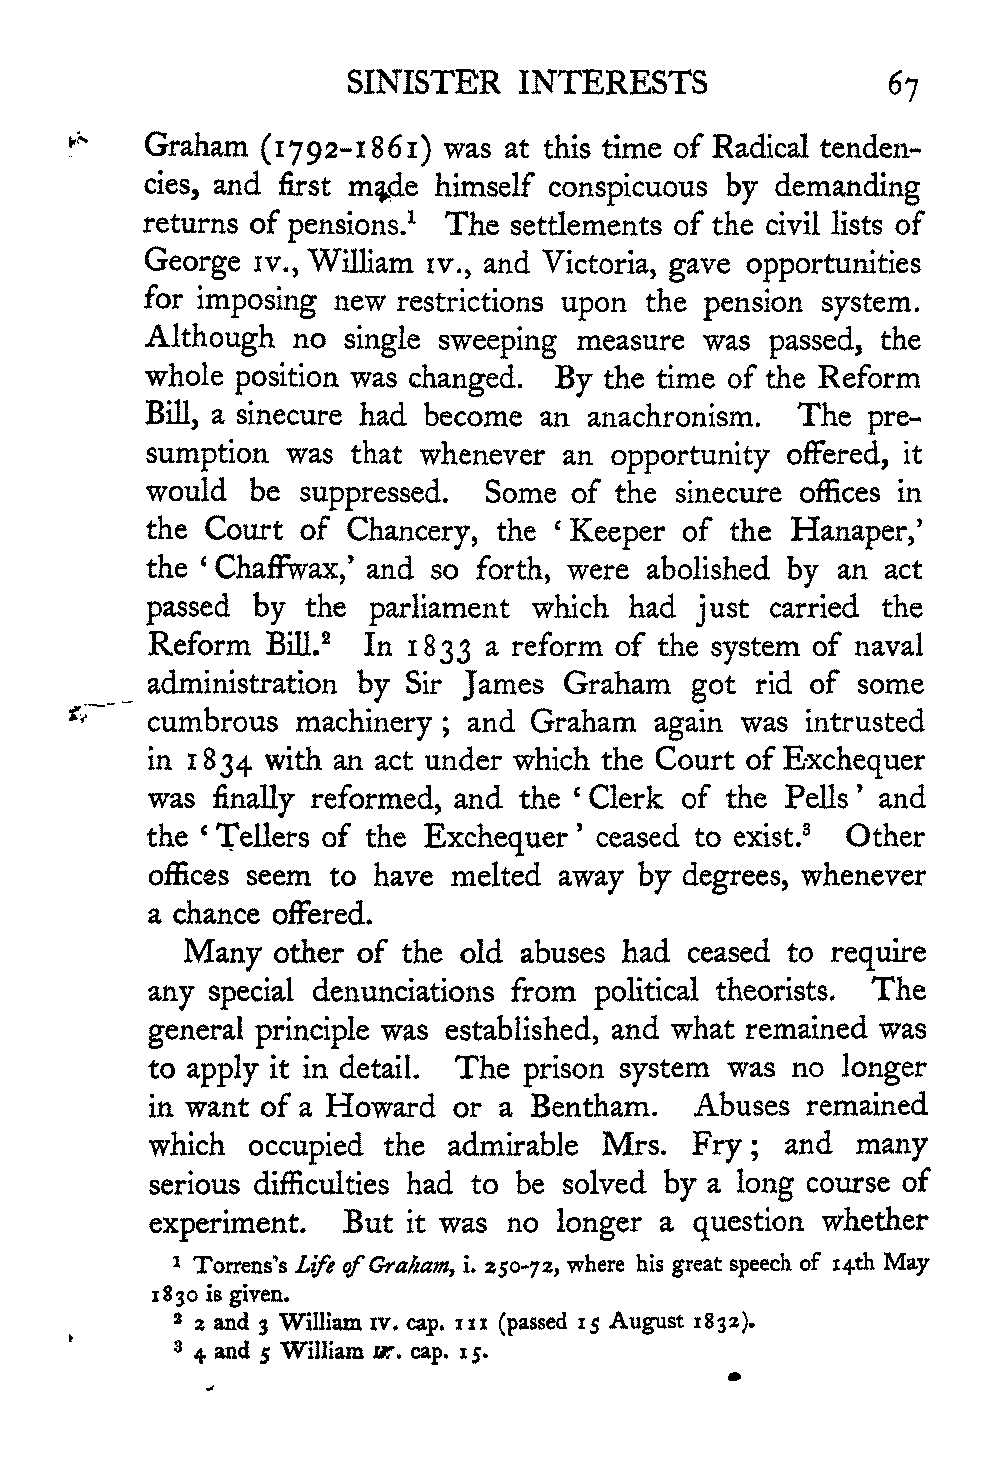 SINISTER INTERESTS 67
Graham (1792-1861) was at this time of Radical tenden-
cies, and first made himself conspicuous by demanding
returns of pensions.¹ The settlements of the civil lists of
George IV., William IV., and Victoria, gave opportunities
for imposing new restrictions upon the pension system.
Although no single sweeping measure was passed, the
whole position was changed. By the time of the Reform
Bill, a sinecure had become an anachronism. The pre-
sumption was that whenever an opportunity offered, it
would be suppressed. Some of the sinecure offices in
the Court of Chancery, the ‘Keeper of the Hanaper,’
the ‘Chaffwax,’ and so forth, were abolished by an act
passed by the parliament which had just carried the
Reform Bill.² In 1833 a reform of the system of naval
administration by Sir James Graham got rid of some
cumbrous machinery; and Graham again was intrusted
in 1834 with an act under which the Court of Exchequer
was finally reformed, and the ‘Clerk of the Pells’ and
the ‘Tellers of the Exchequer’ ceased to exist.³ Other
offices seem to have melted away by degrees, whenever
a chance offered.
Many other of the old abuses had ceased to require
any special denunciations from political theorists. The
general principle was established, and what remained was
to apply it in detail. The prison system was no longer
in want of a Howard or a Bentham. Abuses remained
which occupied the admirable Mrs. Fry; and many
serious difficulties had to be solved by a long course of
experiment. But it was no longer a question whether
¹ Torrens's Life of Graham, i. 250-72, where his great speech of 14th May
1830 is given.
² 2 and 3 William IV. cap. 111 (passed 15 August 1832).
³ 4 and 5 William IV. cap. 15.